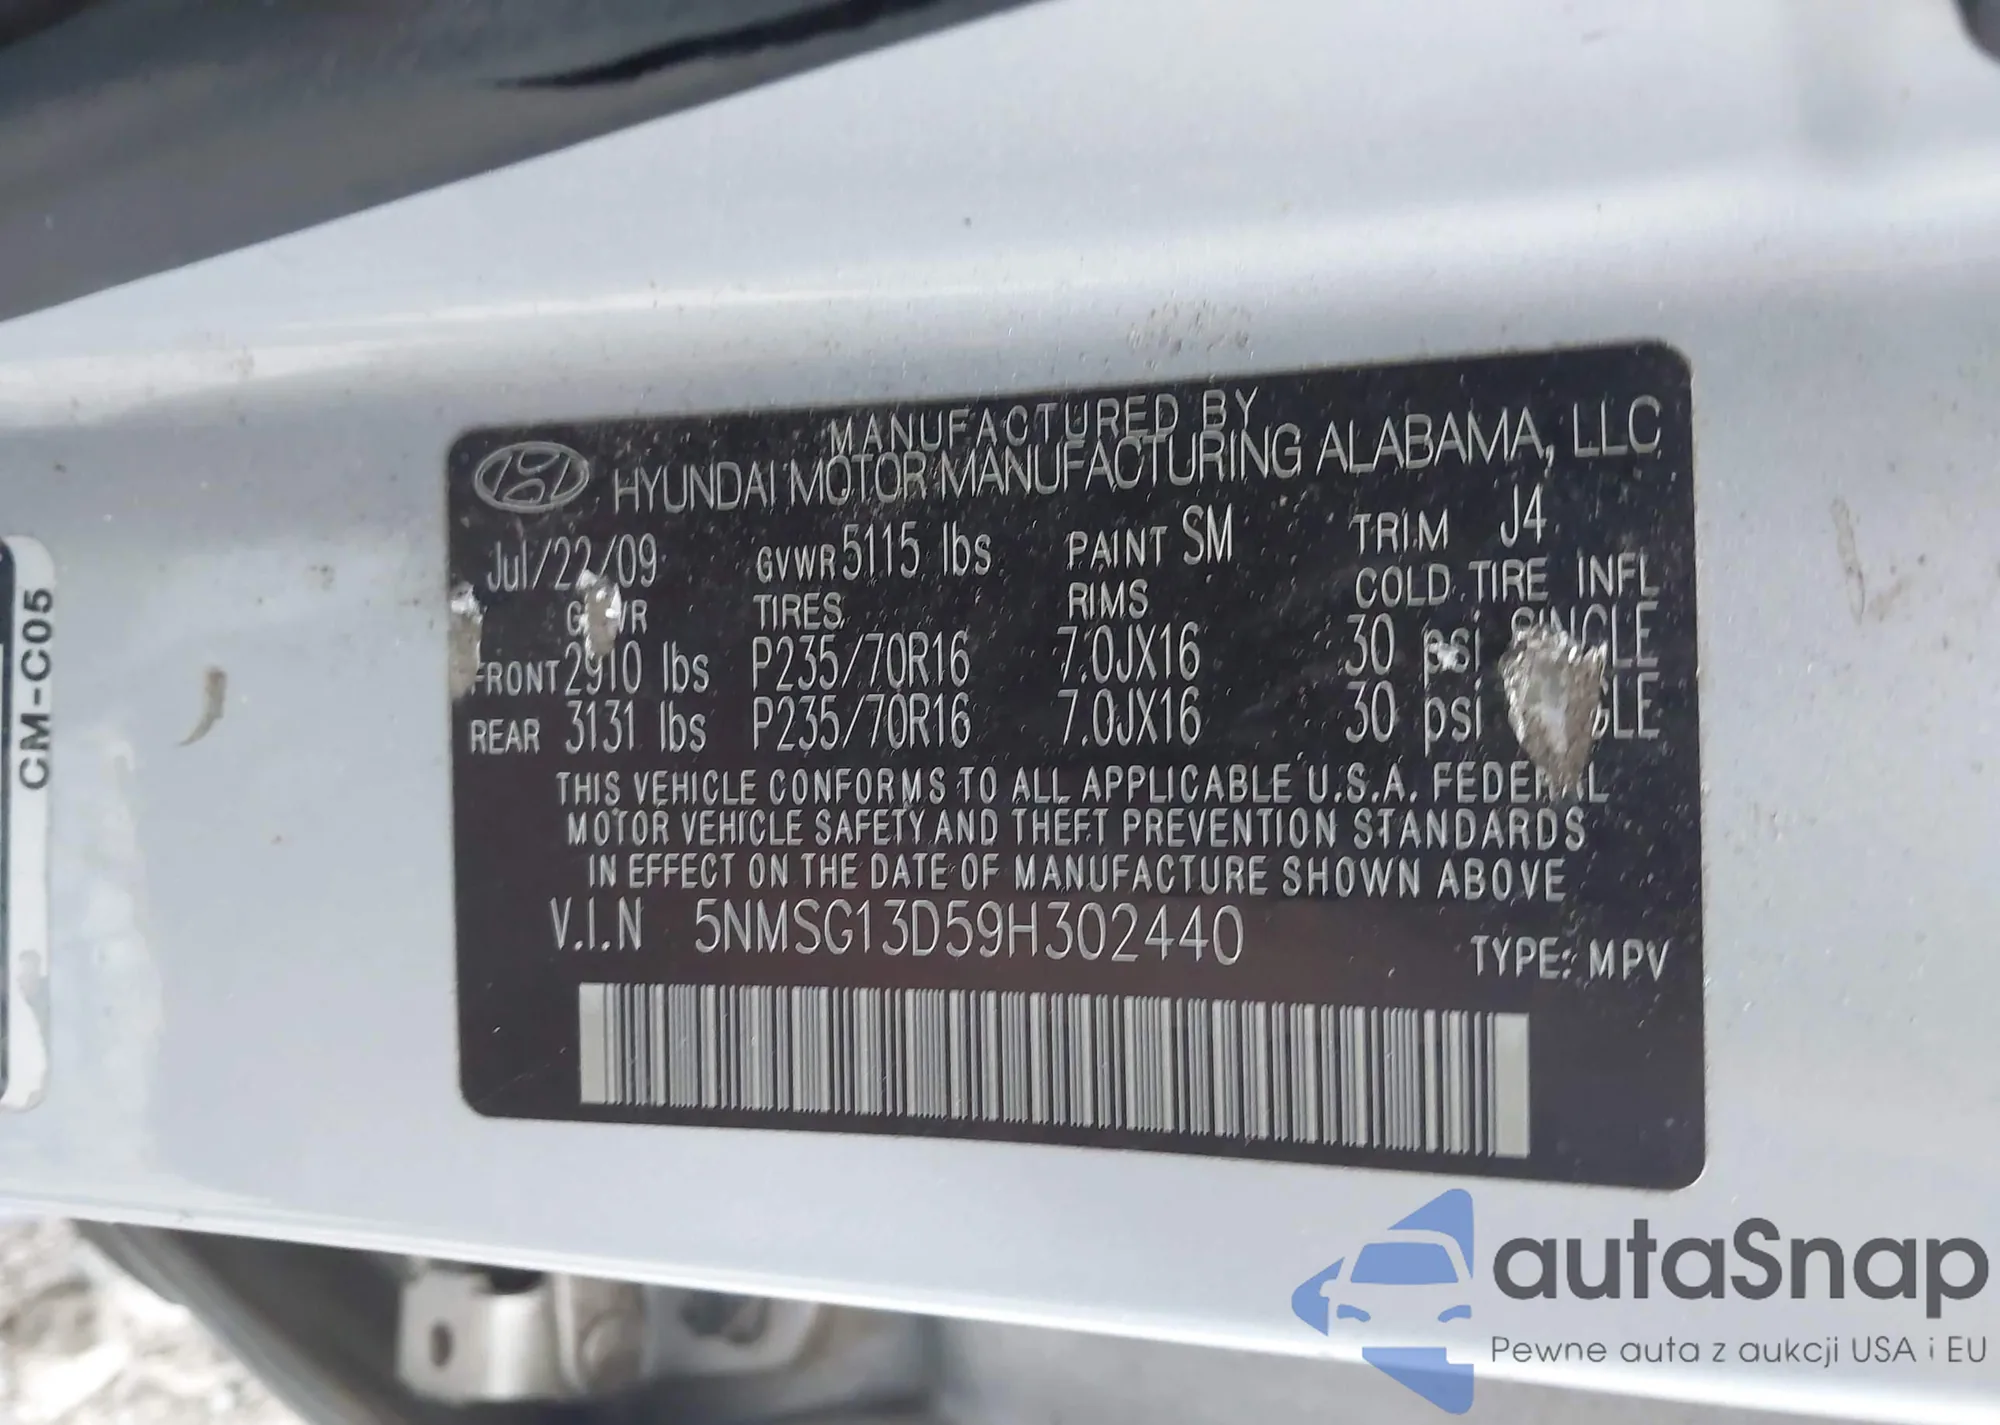 MANUFACTURED BY
HYUNDAI MOTOR MANUFACTURING ALABAMA, LLC
Jul/22/09 GVWR 5115 lbs PAINT SM TRIM J4
TIRES RIMS COLD TIRE INFL
FRONT 2910 lbs P235/70R16 7.0JX16 30 psi SINGLE
REAR 3131 lbs P235/70R16 7.0JX16 30 psi
THIS VEHICLE CONFORMS TO ALL APPLICABLE U.S.A. FEDERAL
MOTOR VEHICLE SAFETY AND THEFT PREVENTION STANDARDS
IN EFFECT ON THE DATE OF MANUFACTURE SHOWN ABOVE
V.I.N 5NMSG13D59H302440 TYPE: MPV
CM-C05
autaSnap
Pewne auta z aukcji USA i EU